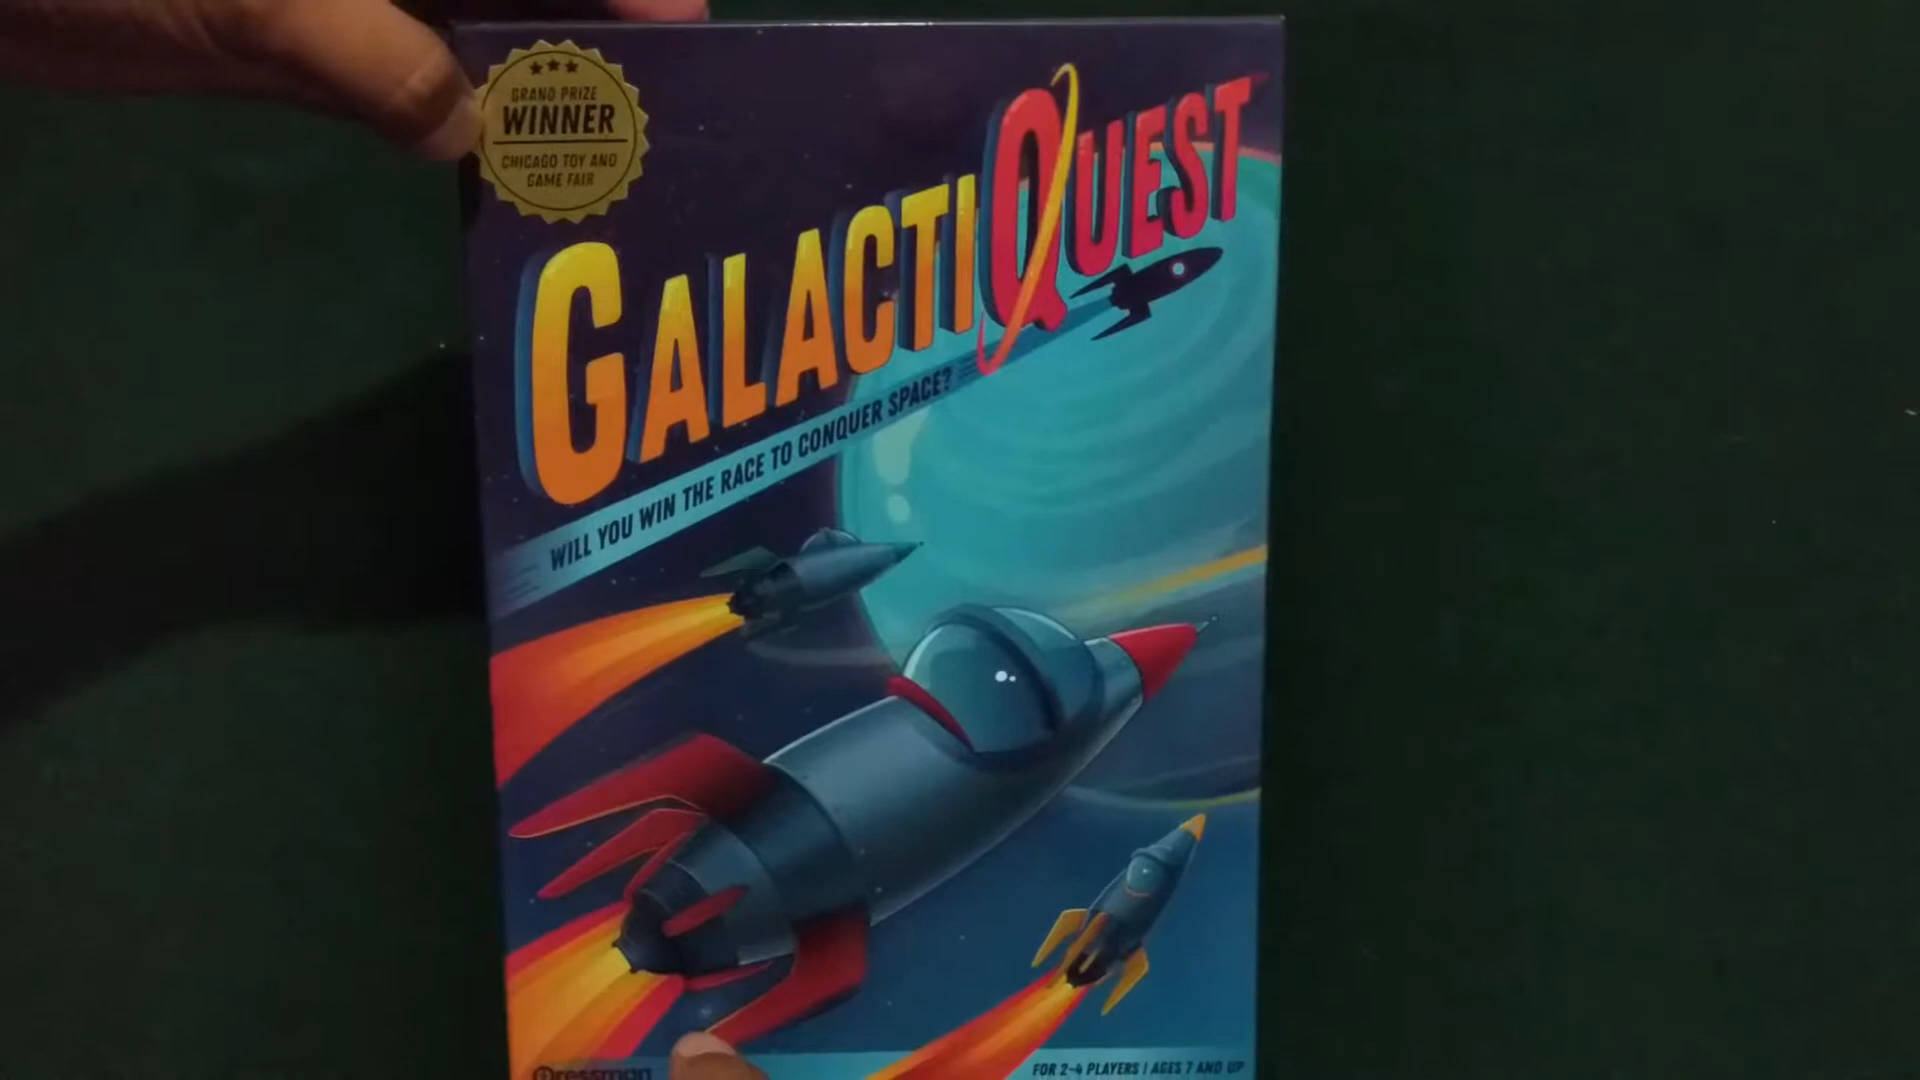 GRAND PRIZE
WINNER
CHICAGO TOY AND
GAME FAIR
GALACTIQUEST
WILL YOU WIN THE RACE TO CONQUER SPACE?
Pressman
FOR 2-4 PLAYERS | AGES 7 AND UP